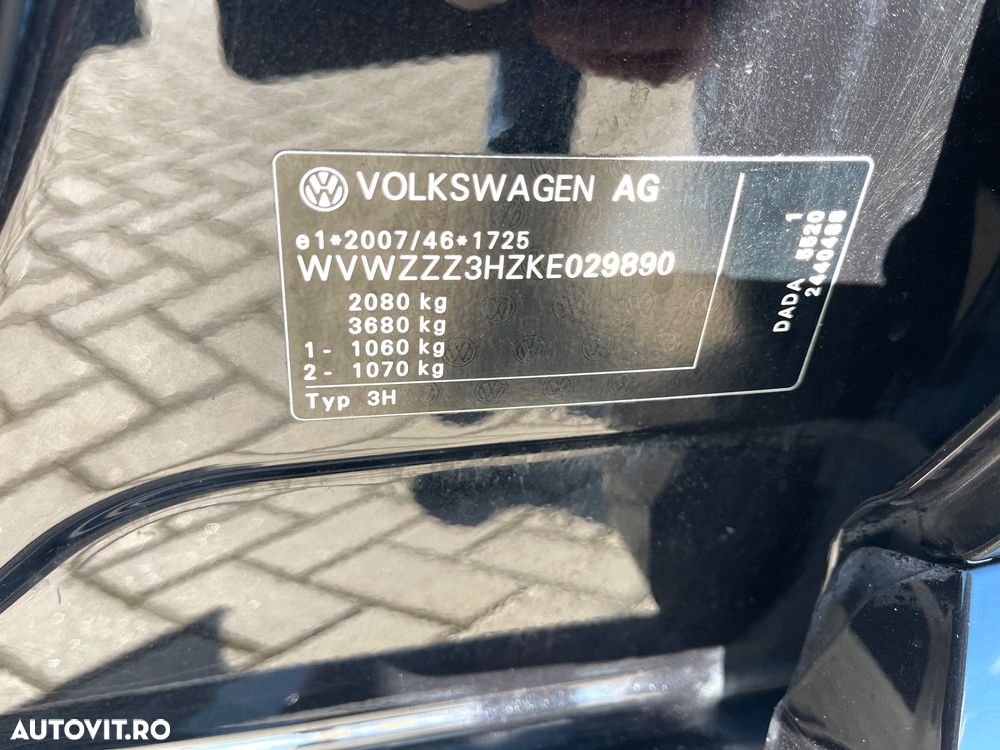 VOLKSWAGEN AG
e1*2007/46*1725
WVWZZZ3HZKE029890
2080 kg
3680 kg
1- 1060 kg
2- 1070 kg
Typ 3H
1
DADA 5520
2440488
AUTOVIT.RO